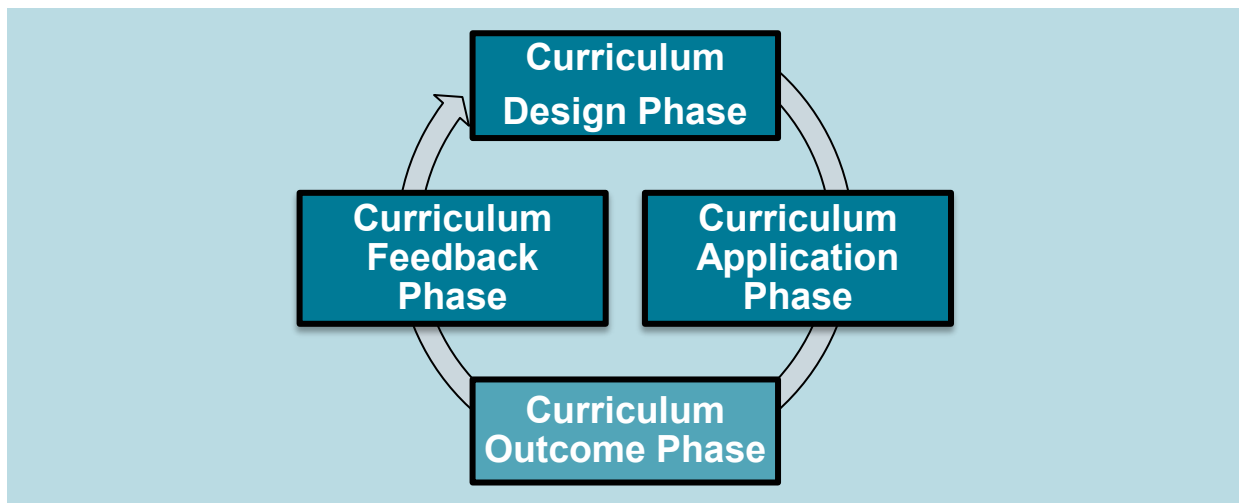 Curriculum
Design Phase
Curriculum
Feedback
Phase
Curriculum
Application
Phase
Curriculum
Outcome Phase